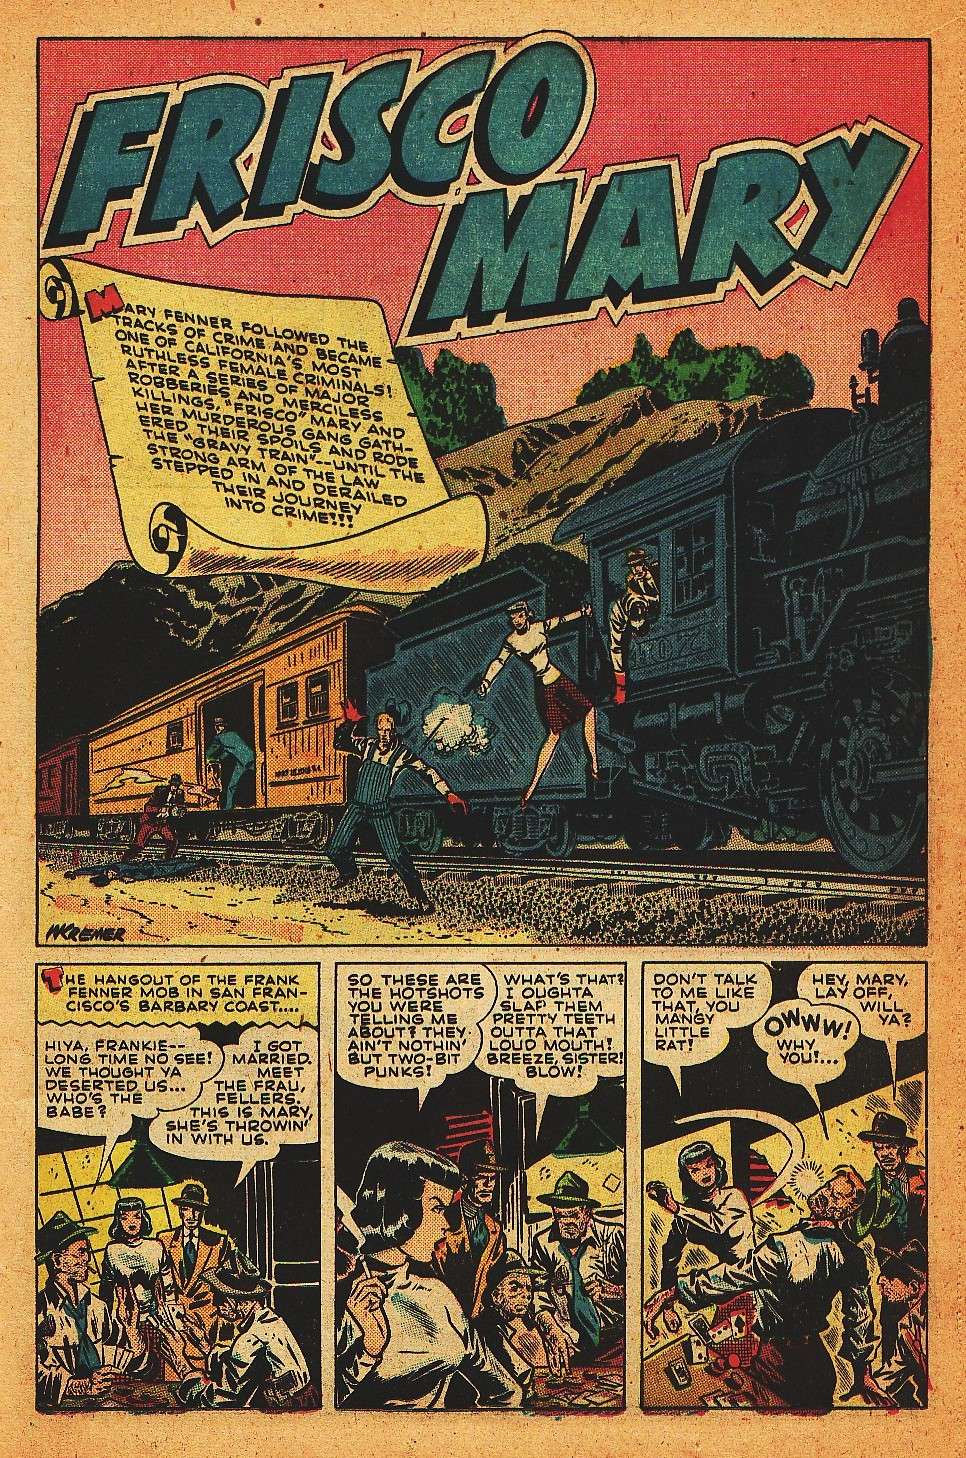 FRISCO
MARY
MARY FENNER FOLLOWED THE
TRACKS OF CRIME AND BECAME
ONE OF CALIFORNIA'S MOST
RUTHLESS FEMALE CRIMINALS!
AFTER A SERIES OF MAJOR
ROBBERIES AND MERCILESS
KILLINGS, "FRISCO" MARY AND
HER MURDEROUS GANG GATH-
ERED THEIR SPOILS AND RODE
THE "GRAVY TRAIN"--UNTIL THE
STRONG ARM OF THE LAW
STEPPED IN AND DERAILED
THEIR JOURNEY
INTO CRIME!!!
WKREMER
THE HANGOUT OF THE FRANK
FENNER MOB IN SAN FRAN-
CISCO'S BARBARY COAST....
HIYA, FRANKIE--
LONG TIME NO SEE!
WE THOUGHT YA
DESERTED US...
WHO'S THE
BABE?
I GOT
MARRIED.
MEET
THE FRAU,
FELLERS.
THIS IS MARY,
SHE'S THROWIN'
IN WITH US.
SO THESE ARE
THE HOTSHOTS
YOU WERE
TELLING ME
ABOUT? THEY
AIN'T NOTHIN'
BUT TWO-BIT
PUNKS!
WHAT'S THAT?
I OUGHTA
SLAP THEM
PRETTY TEETH
OUTTA THAT
LOUD MOUTH!
BREEZE, SISTER!
BLOW!
DON'T TALK
TO ME LIKE
THAT, YOU
MANGY
LITTLE
RAT!
OWWW!
WHY
YOU!...
HEY, MARY,
LAY OFF,
WILL
YA?